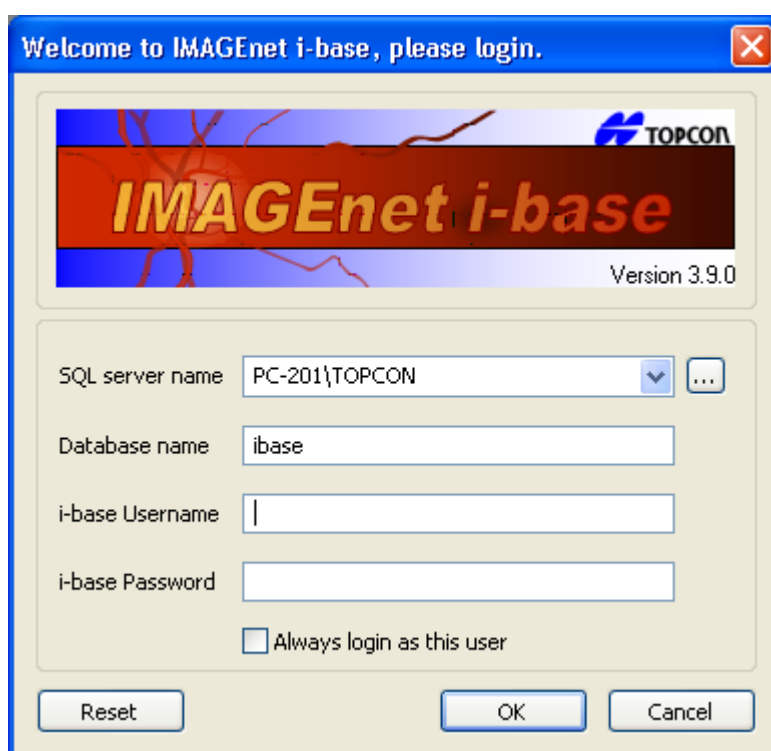 Welcome to IMAGEnet i-base, please login.
TOPCON
IMAGEnet i-base
Version 3.9.0
SQL server name PC-201\TOPCON ...
Database name ibase
i-base Username
i-base Password
Always login as this user
Reset OK Cancel